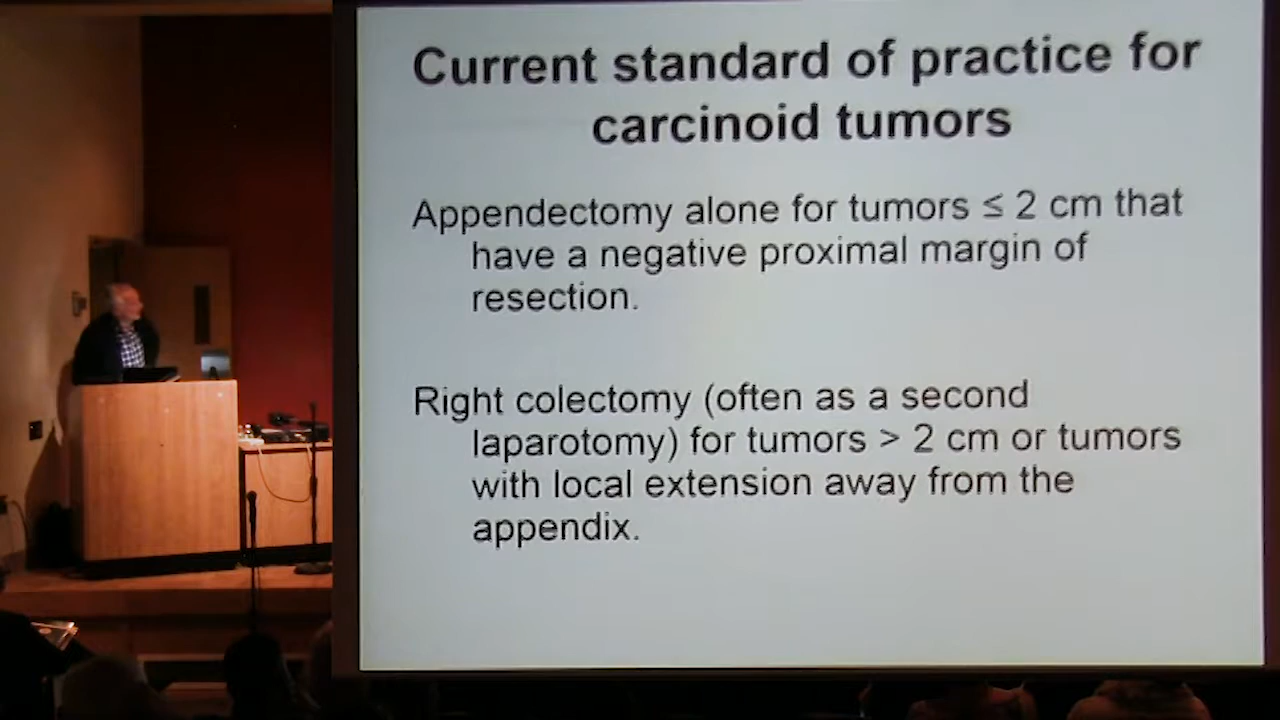 Current standard of practice for
carcinoid tumors
Appendectomy alone for tumors ≤ 2 cm that
have a negative proximal margin of
resection.
Right colectomy (often as a second
laparotomy) for tumors > 2 cm or tumors
with local extension away from the
appendix.